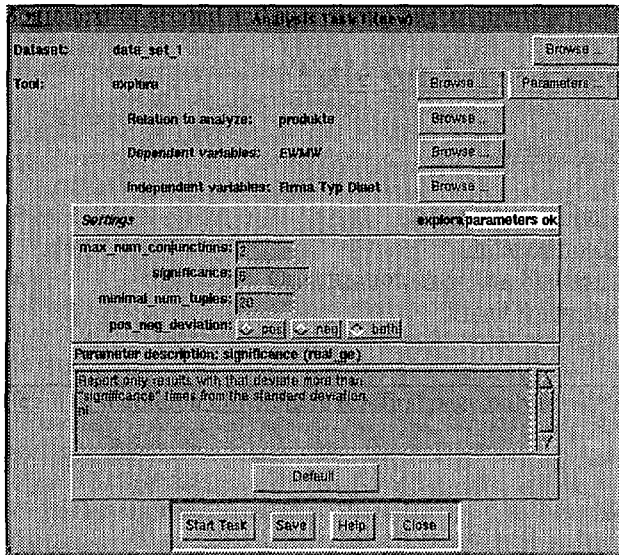 Analysis Task1 (new)
Dataset: data_set_1 Browse ...
Tool: explora Browse ... Parameters ...
Relation to analyze: produkte Browse ...
Dependent variables: EWMW Browse ...
Independent variables: Firma Typ Diaet Browse ...
Settings explora parameters ok
max_num_conjunctions: 2
significance: 5
minimal_num_tuples: 20
pos_neg_deviation: pos neg both
Parameter description: significance (real_ge)
Report only results with that deviate more than
"significance" times from the standard deviation.
ni
Default
Start Task Save Help Close